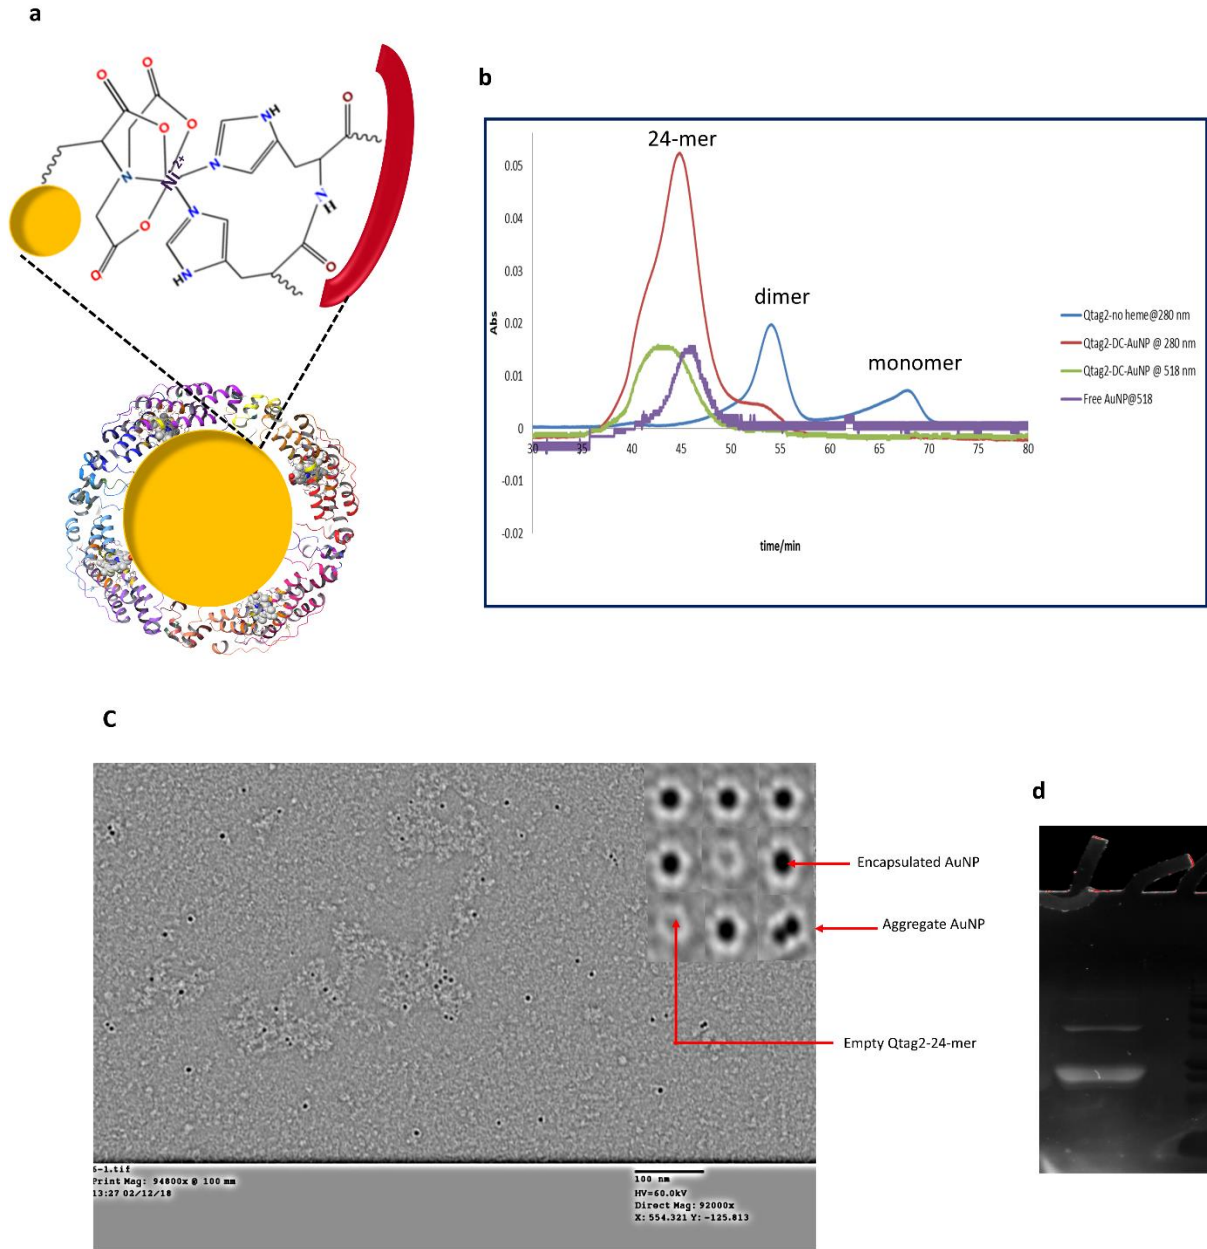 a
O
O
O
O
NH
O
N
N
Ni2+
N
N
H
O
HN
O
O
b
24-mer
dimer
monomer
Abs
0.05
0.04
0.03
0.02
0.01
0
-0.01
-0.02
30 35 40 45 50 55 60 65 70 75 80
time/min
Qtag2-no heme@280 nm
Qtag2-DC-AuNP @ 280 nm
Qtag2-DC-AuNP @ 518 nm
Free AuNP@518
C
Encapsulated AuNP
Aggregate AuNP
Empty Qtag2-24-mer
6-1.tif
Print Mag: 94800x @ 100 mm
13:27 02/12/18
100 nm
HV=60.0kV
Direct Mag: 92000x
X: 554.321 Y: -125.813
d